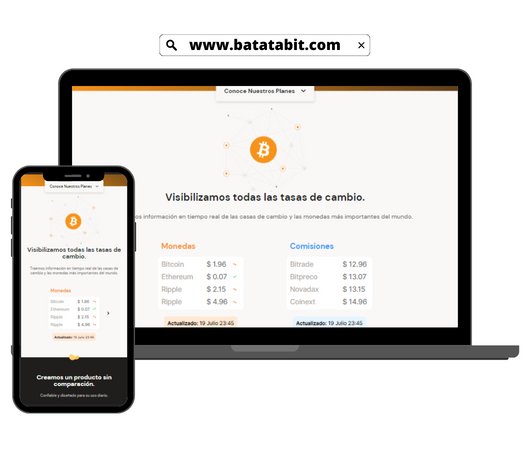 www.batatabit.com
Conoce Nuestros Planes
Visibilizamos todas las tasas de cambio.
os información en tiempo real de las casas de cambio y las monedas más importantes del mundo.
Monedas
Bitcoin $ 1.96
Ethereum $ 0.07
Ripple $ 2.15
Ripple $ 4.96
Actualizado: 19 Julio 23:45
Comisiones
Bitrade $ 12.96
Bitpreco $ 13.07
Novadax $ 13.15
Coinext $ 14.96
Actualizado: 19 Julio 23:45
Conoce Nuestros Planes
Visibilizamos todas las tasas de
cambio.
Traemos información en tiempo real de las casas de
cambio y las monedas más importantes del mundo.
Monedas
Bitcoin $ 1.96
Ethereum $ 0.07
Ripple $ 2.15
Ripple $ 4.96
Actualizado: 19 Julio 23:45
Creamos un producto sin
comparación.
Confiable y diseñado para su uso diario.